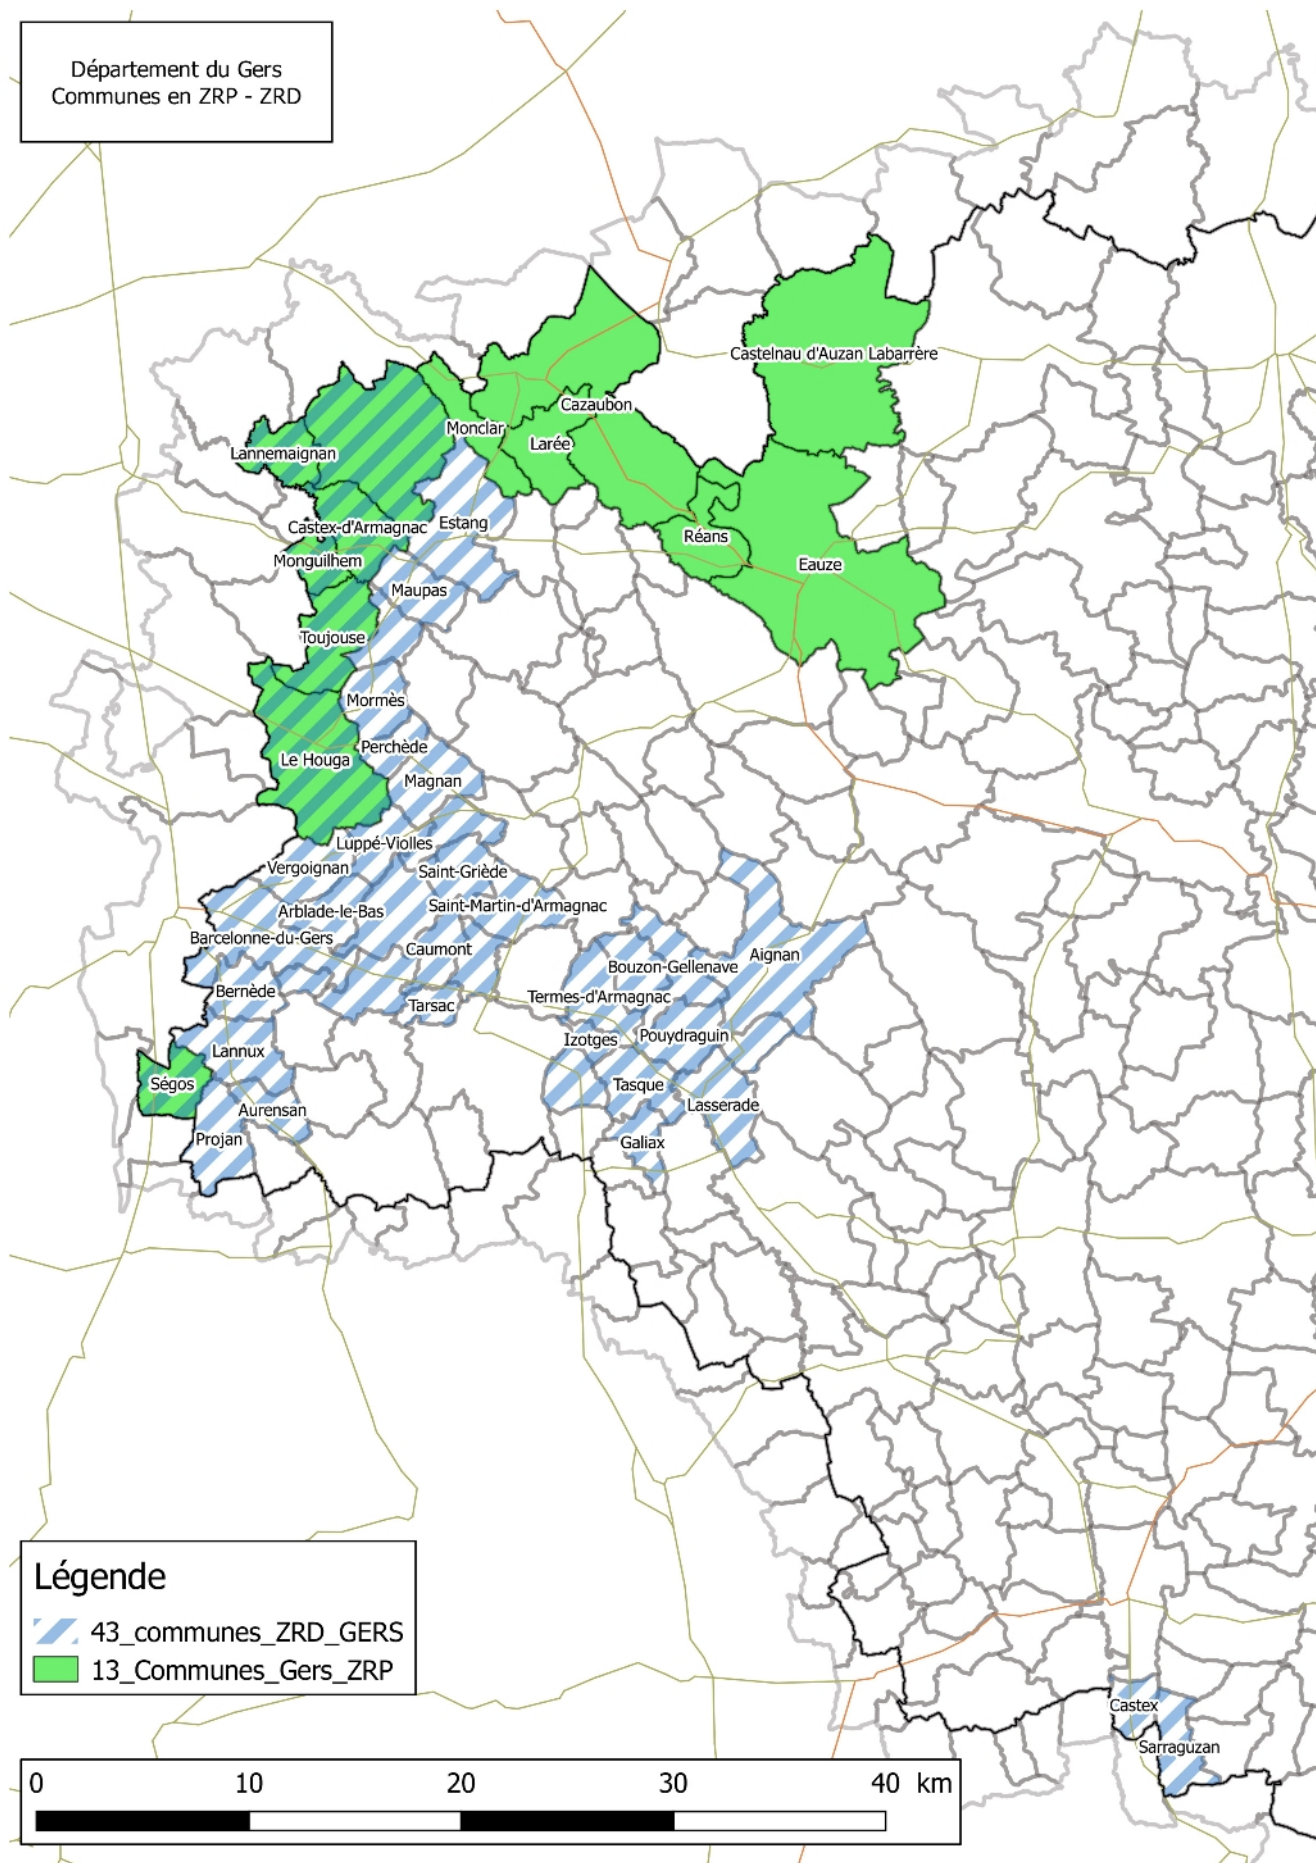 Département du Gers
Communes en ZRP - ZRD
Castelnau d'Auzan Labarrère
Cazaubon
Monclar
Larée
Lannemaignan
Estang
Castex-d'Armagnac
Réans
Monguilhem
Eauze
Maupas
Toujouse
Mormès
Perchède
Le Houga
Magnan
Luppé-Violles
Vergoignan
Saint-Griède
Saint-Martin-d'Armagnac
Arblade-le-Bas
Barcelonne-du-Gers
Caumont
Aignan
Bouzon-Gellenave
Bernède
Termes-d'Armagnac
Tarsac
Izotges
Pouydraguin
Lannux
Ségos
Tasque
Lasserade
Aurensan
Projan
Galiax
Légende
43_communes_ZRD_GERS
13_Communes_Gers_ZRP
Castex
Sarraguzan
0 10 20 30 40 km